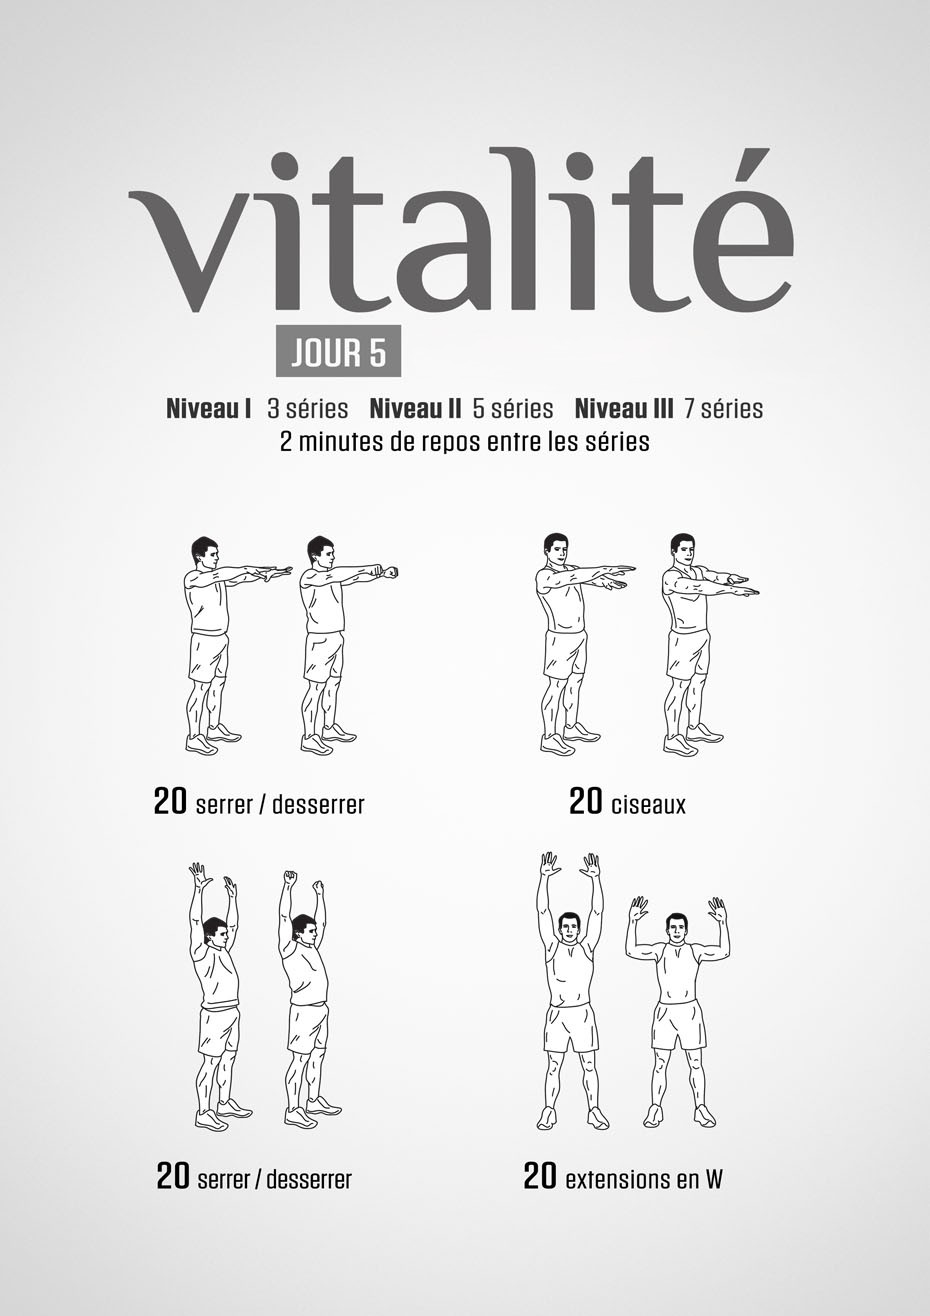 vitalité
JOUR 5
Niveau I 3 séries Niveau II 5 séries Niveau III 7 séries
2 minutes de repos entre les séries
20 serrer / desserrer
20 ciseaux
20 serrer / desserrer
20 extensions en W